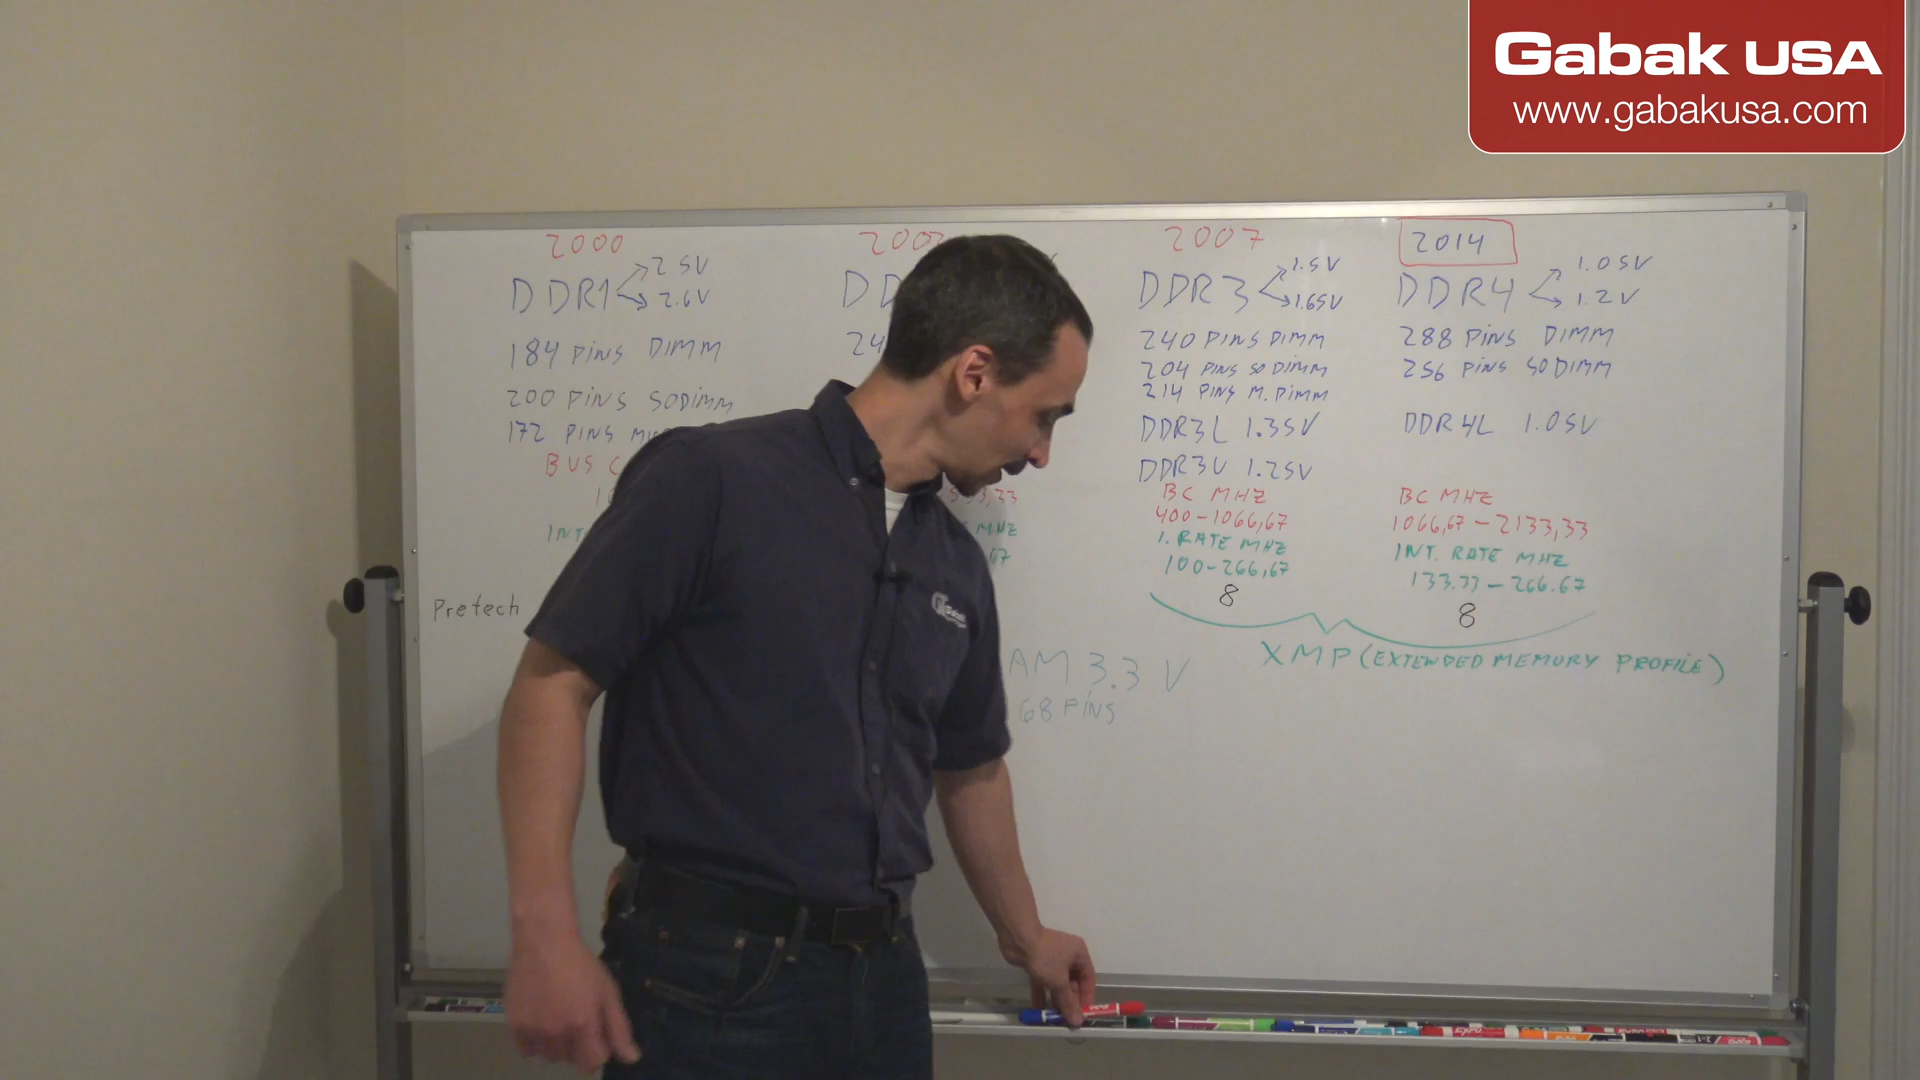 Gabak USA
www.gabakusa.com
2000
DDR1 2.5V
2.6V
184 PINS DIMM
200 PINS SODIMM
172 PINS
BUS
Pretech
DDR3 1.5V
1.65V
2007
240 PINS DIMM
204 PINS SO DIMM
214 PINS M. DIMM
DDR3L 1.35V
DDR3U 1.25V
BC MHZ
400-1066,67
I. RATE MHZ
100-266,67
8
2014
DDR4 1.05V
1.2V
288 PINS DIMM
256 PINS SODIMM
DDR4L 1.05V
BC MHZ
1066,67-2133,33
INT. RATE MHZ
133.33-266.67
8
XMP (EXTENDED MEMORY PROFILE)
3.3 V
68 PINS
MHZ